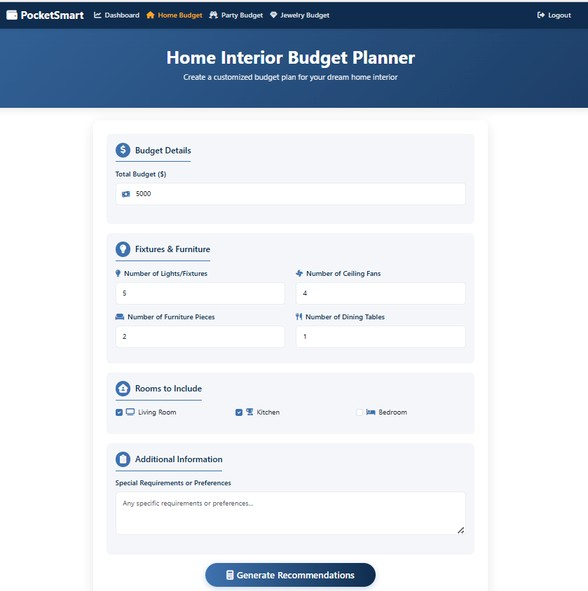 PocketSmart Dashboard Home Budget Party Budget Jewelry Budget Logout
Home Interior Budget Planner
Create a customized budget plan for your dream home interior
Budget Details
Total Budget ($)
5000
Fixtures & Furniture
Number of Lights/Fixtures Number of Ceiling Fans
5 4
Number of Furniture Pieces Number of Dining Tables
2 1
Rooms to Include
Living Room Kitchen Bedroom
Additional Information
Special Requirements or Preferences
Any specific requirements or preferences...
Generate Recommendations